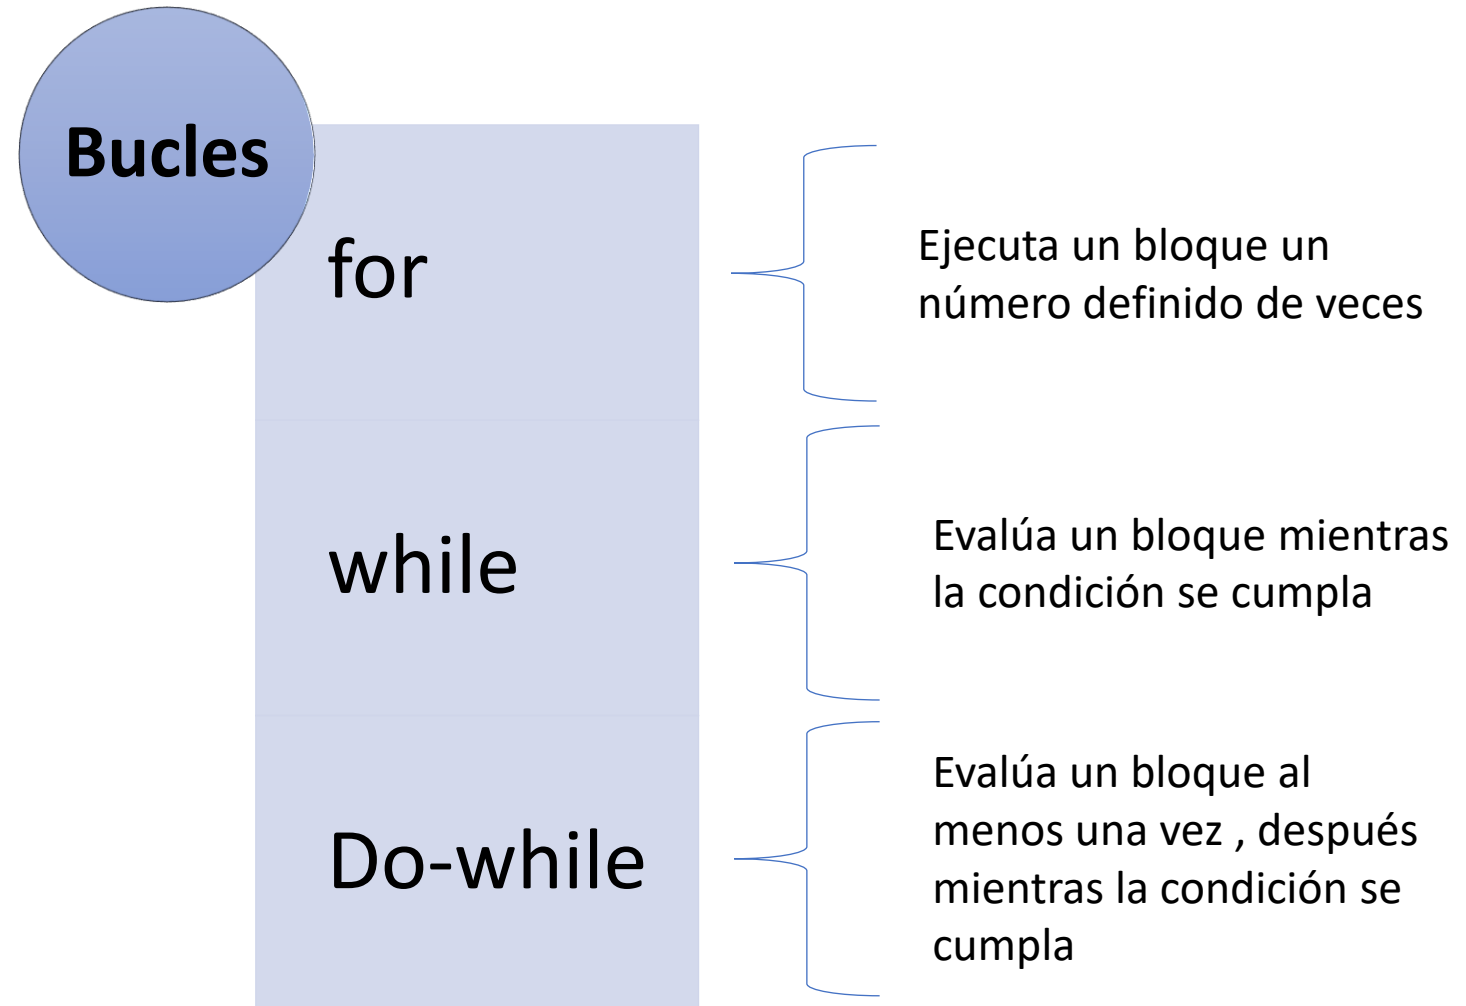 Bucles
for
Ejecuta un bloque un
número definido de veces
while
Evalúa un bloque mientras
la condición se cumpla
Do-while
Evalúa un bloque al
menos una vez , después
mientras la condición se
cumpla